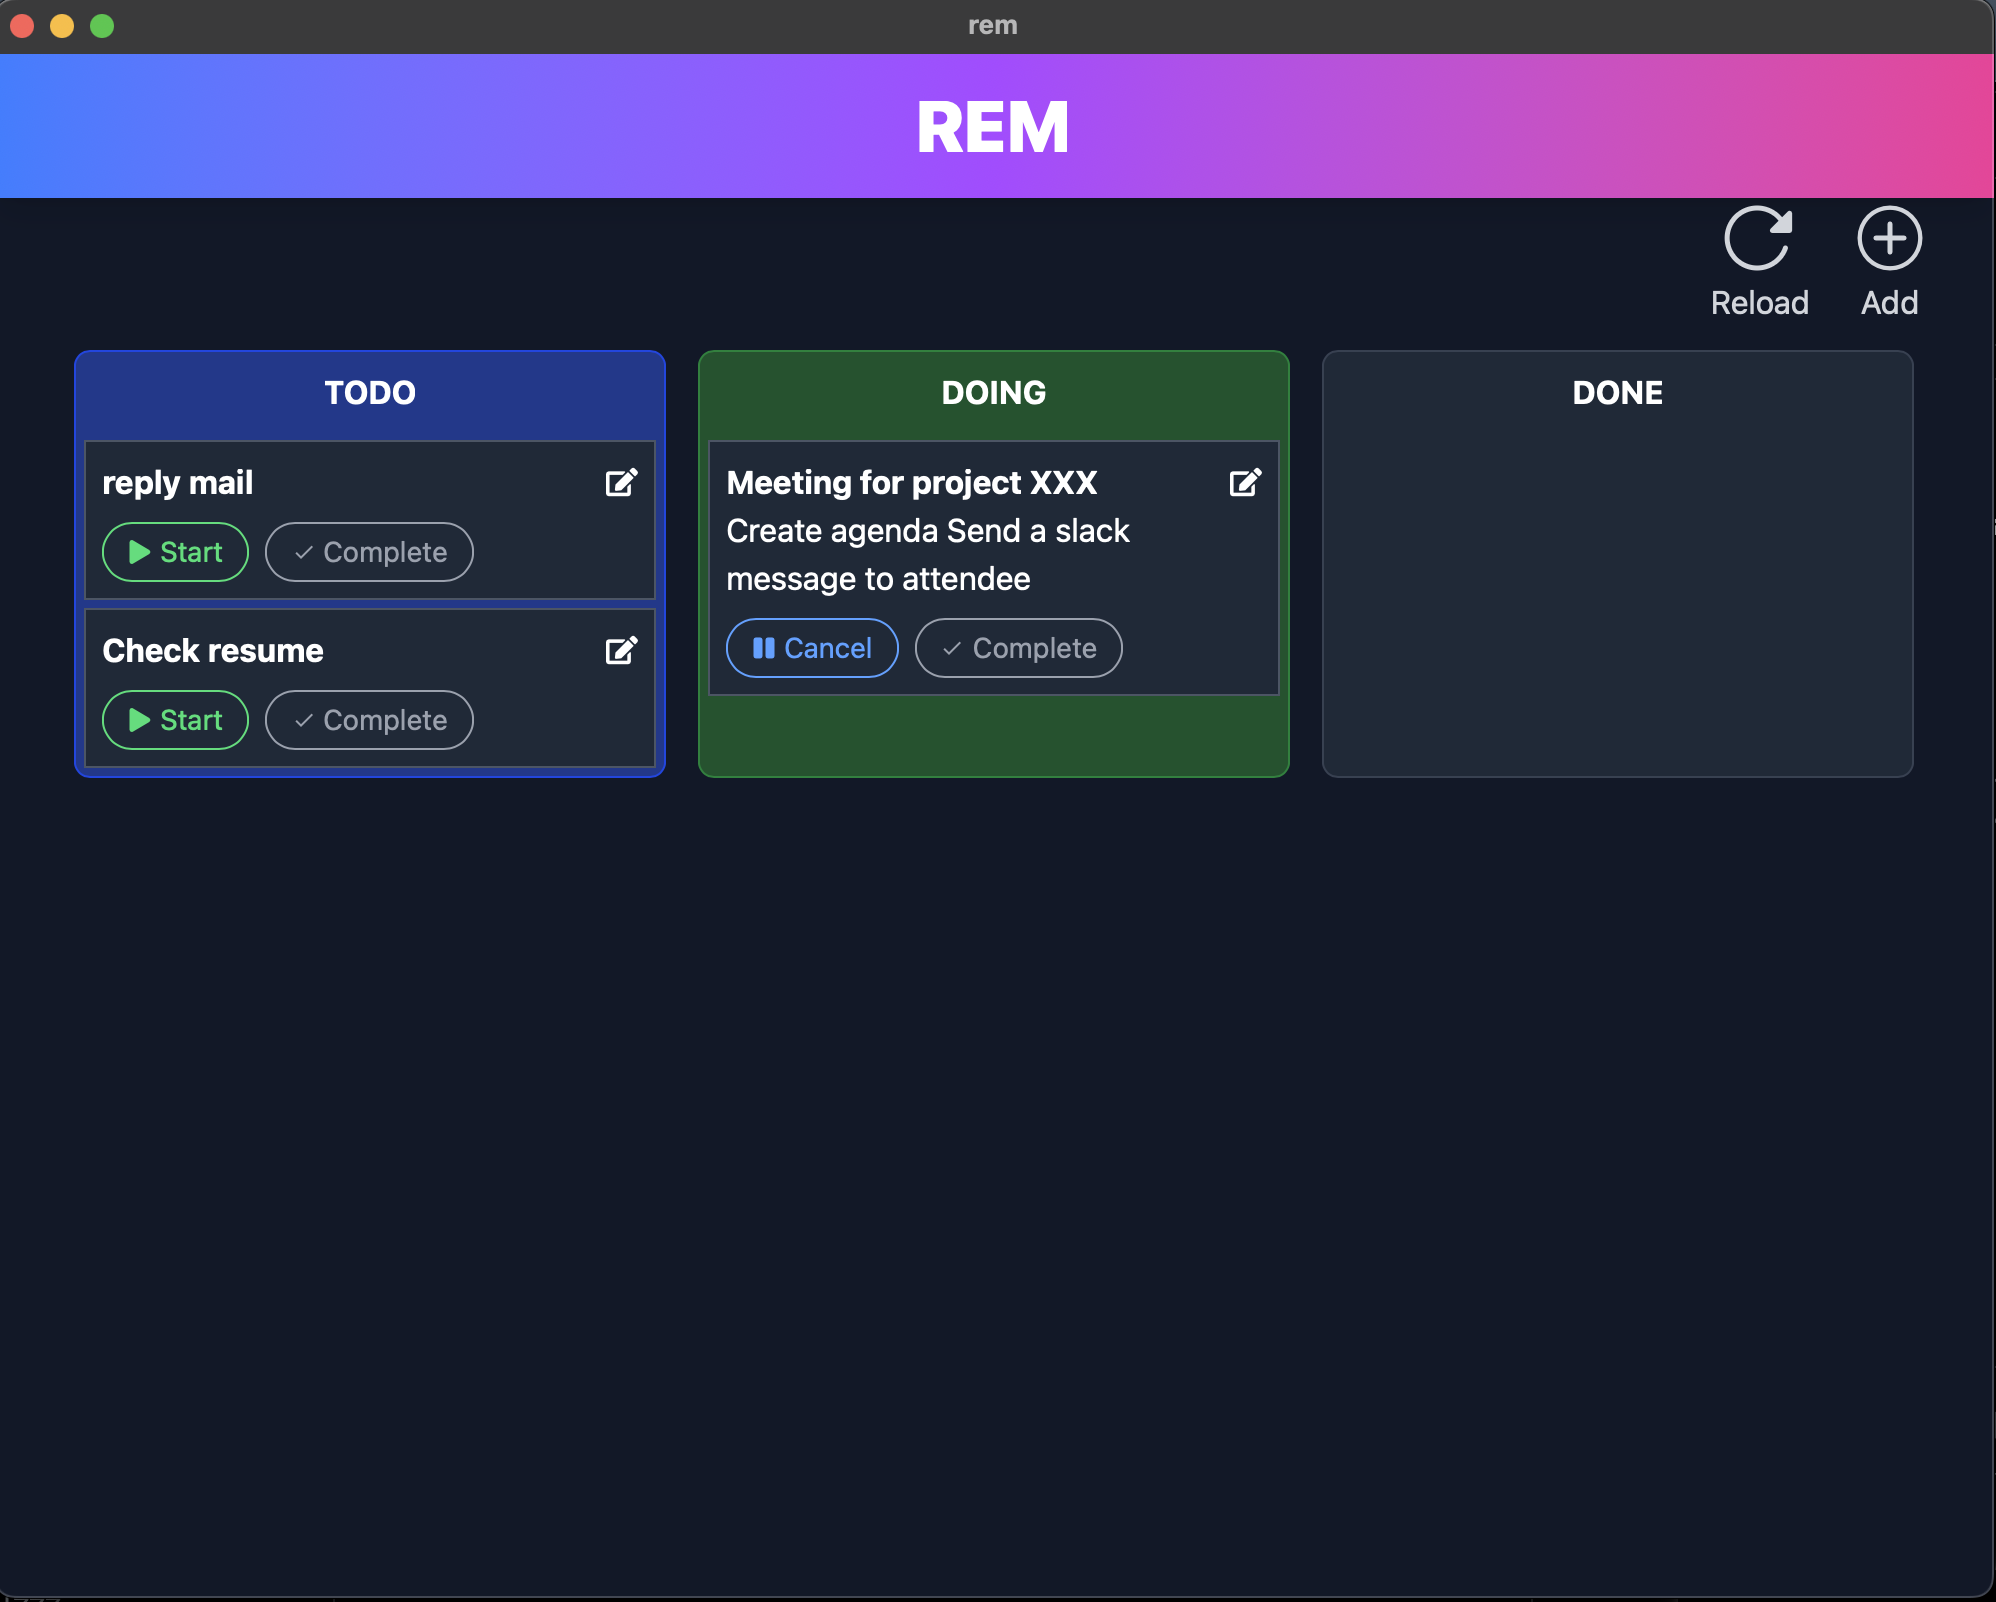 rem
REM
Reload
Add
TODO
reply mail
Start
Complete
Check resume
Start
Complete
DOING
Meeting for project XXX
Create agenda Send a slack
message to attendee
Cancel
Complete
DONE